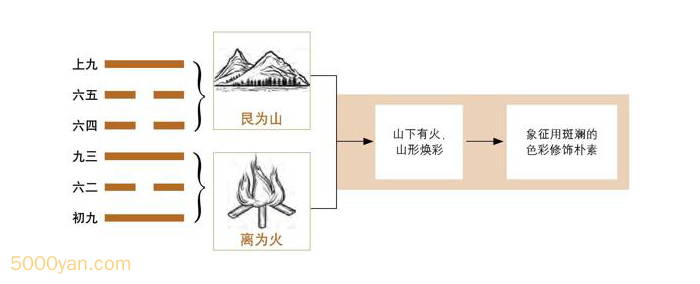 上九
六五
六四
九三
六二
初九
艮为山
离为火
山下有火、
山形焕彩
象征用斑斓的
色彩修饰朴素
5000yan.com